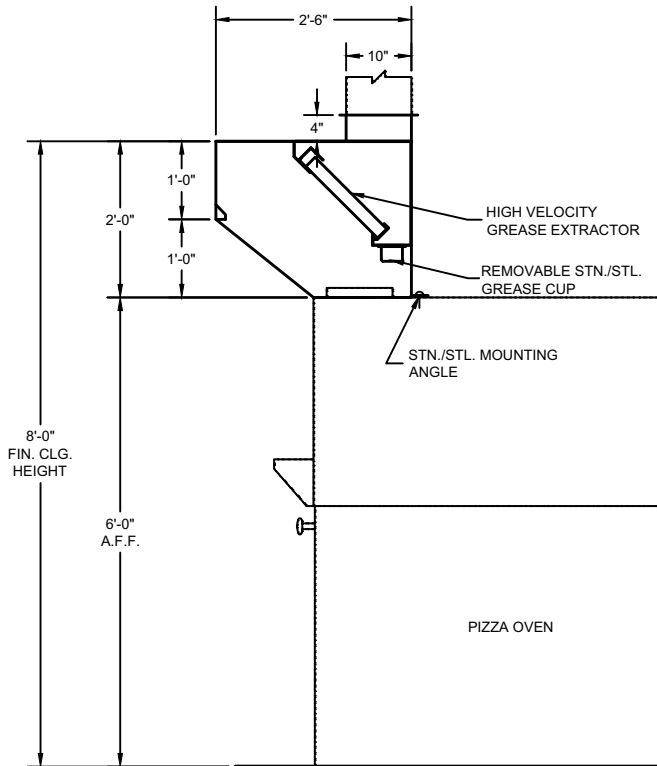 2'-6"
10"
4"
1'-0"
2'-0"
1'-0"
HIGH VELOCITY
GREASE EXTRACTOR
REMOVABLE STN./STL.
GREASE CUP
STN./STL. MOUNTING
ANGLE
8'-0"
FIN. CLG.
HEIGHT
6'-0"
A.F.F.
PIZZA OVEN